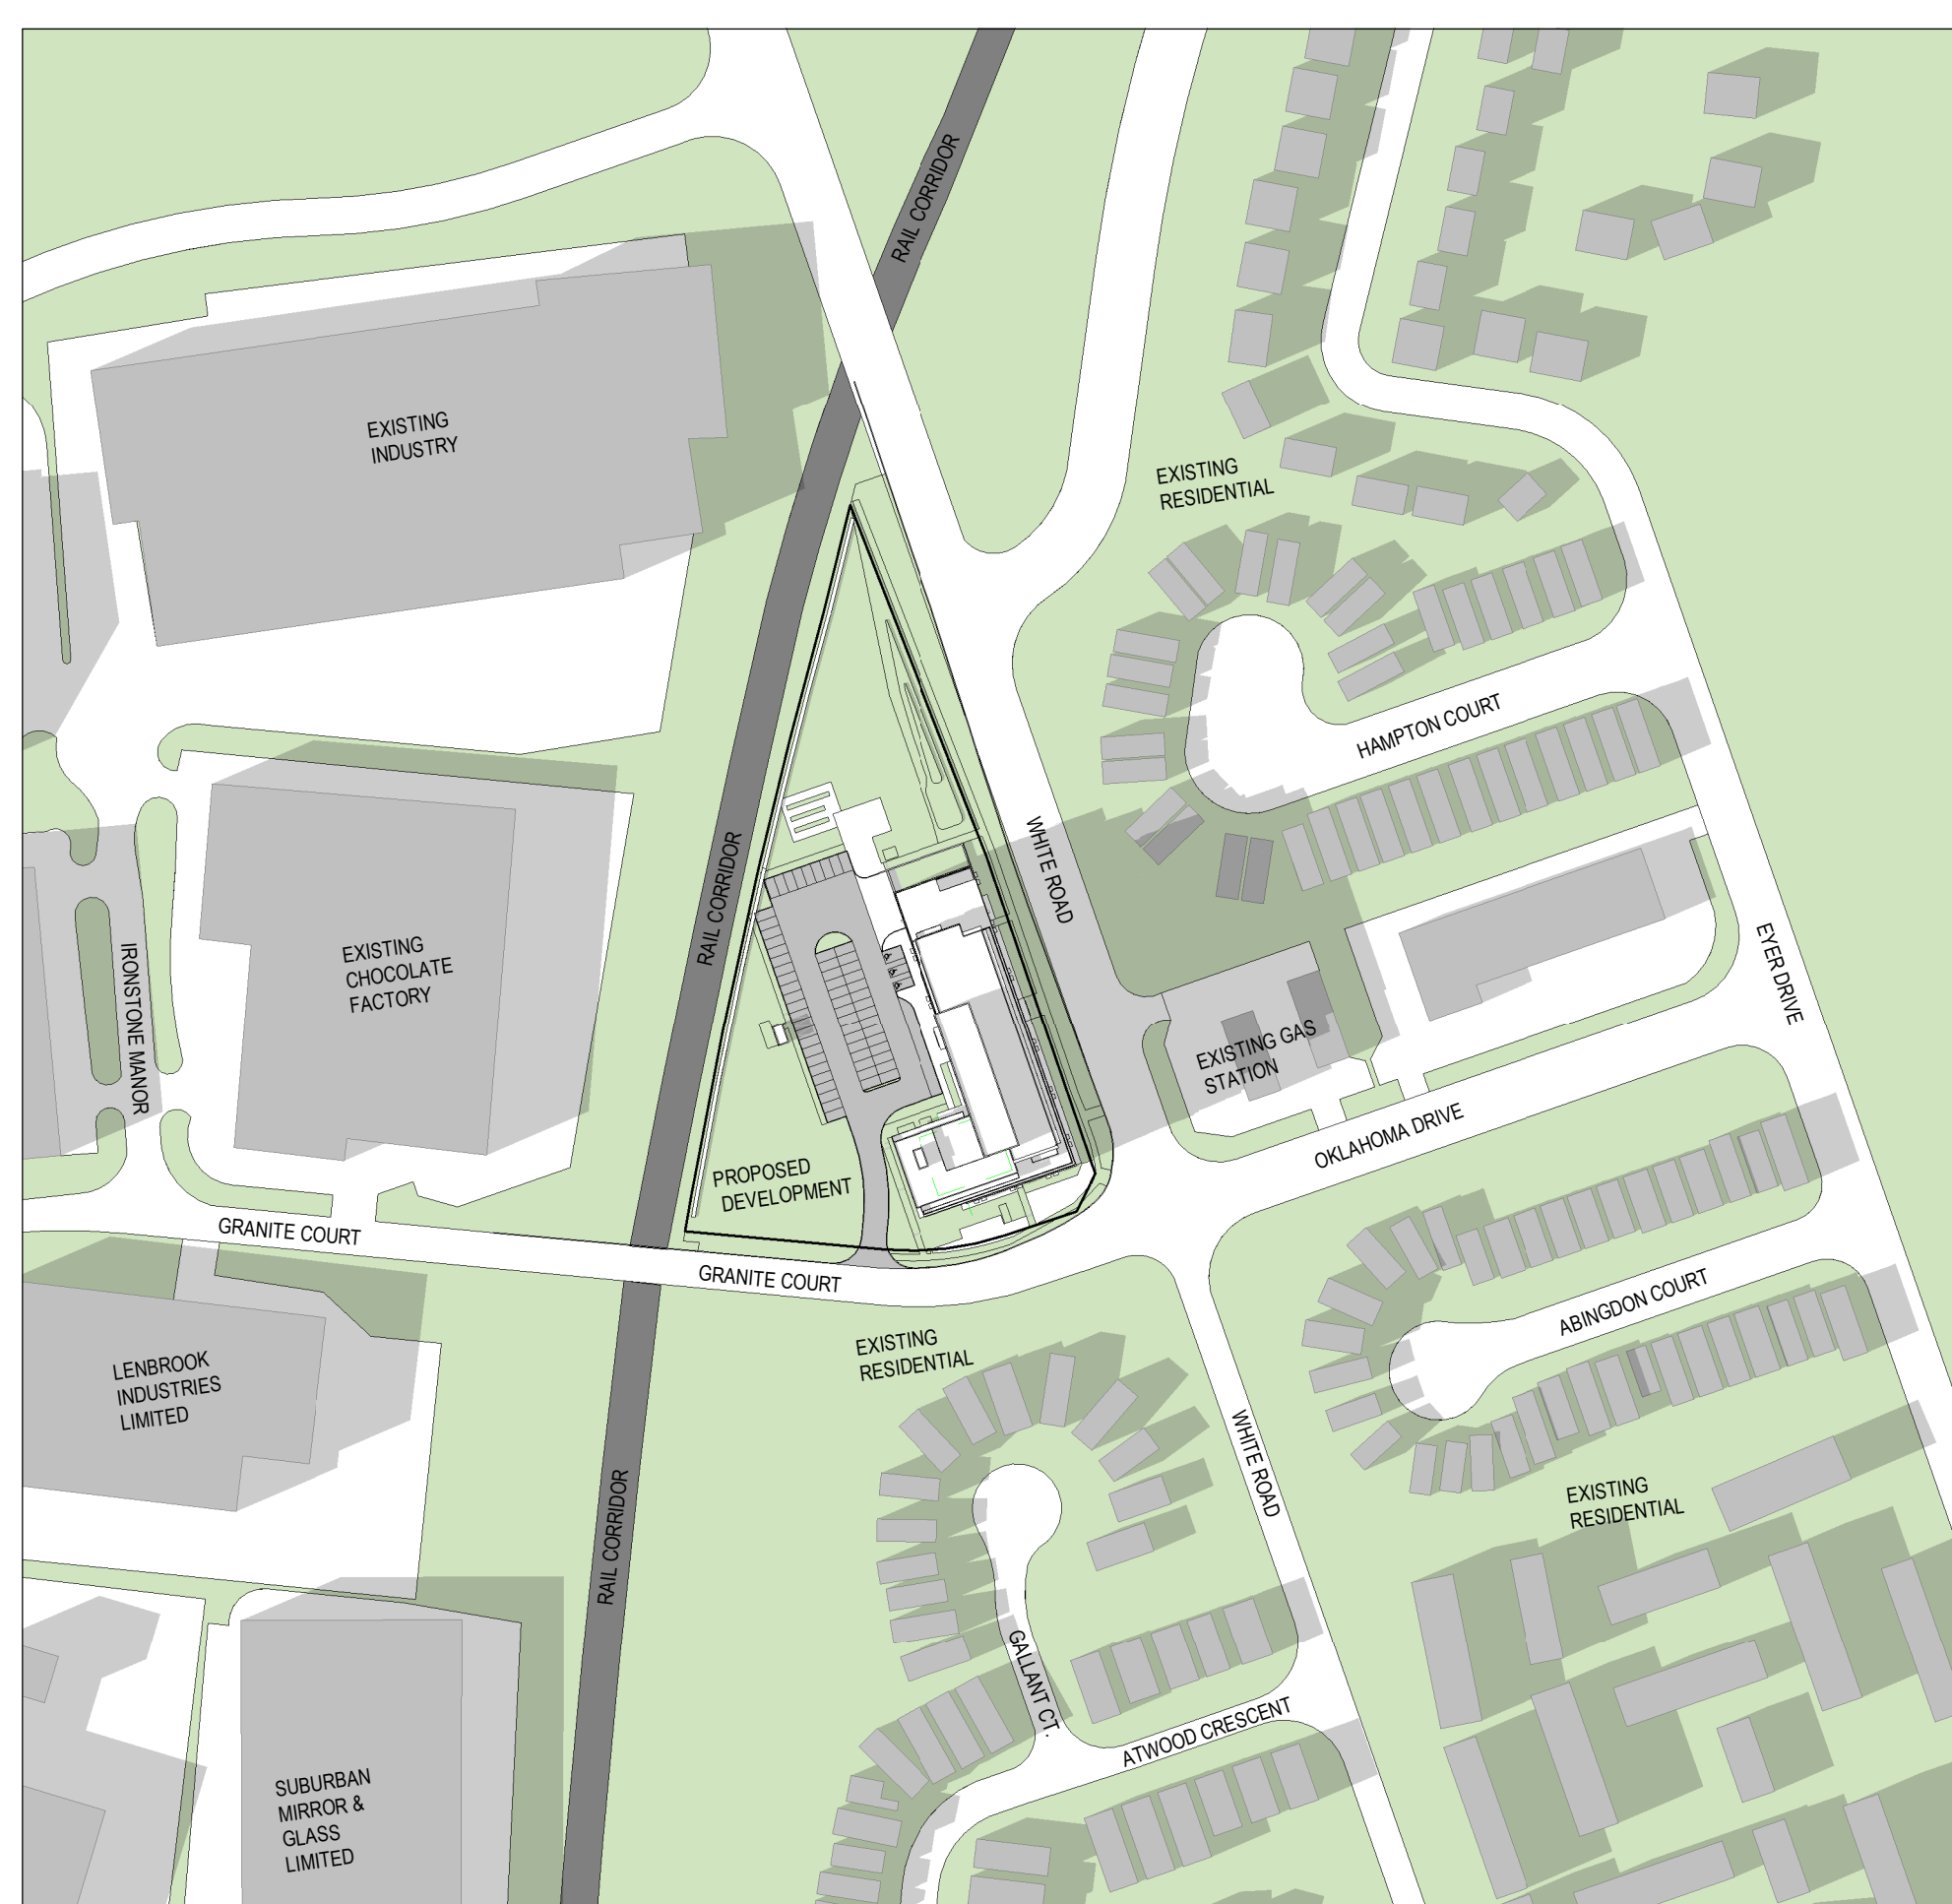 RAIL CORRIDOR
EXISTING
INDUSTRY
EXISTING
RESIDENTIAL
HAMPTON COURT
WHITE ROAD
RAIL CORRIDOR
EXISTING
CHOCOLATE
FACTORY
IRONSTONE MANOR
EYER DRIVE
EXISTING GAS
STATION
OKLAHOMA DRIVE
PROPOSED
DEVELOPMENT
GRANITE COURT
GRANITE COURT
ABINGDON COURT
EXISTING
RESIDENTIAL
LENBROOK
INDUSTRIES
LIMITED
WHITE ROAD
EXISTING
RESIDENTIAL
RAIL CORRIDOR
GALLANT CT.
ATWOOD CRESCENT
SUBURBAN
MIRROR &
GLASS
LIMITED